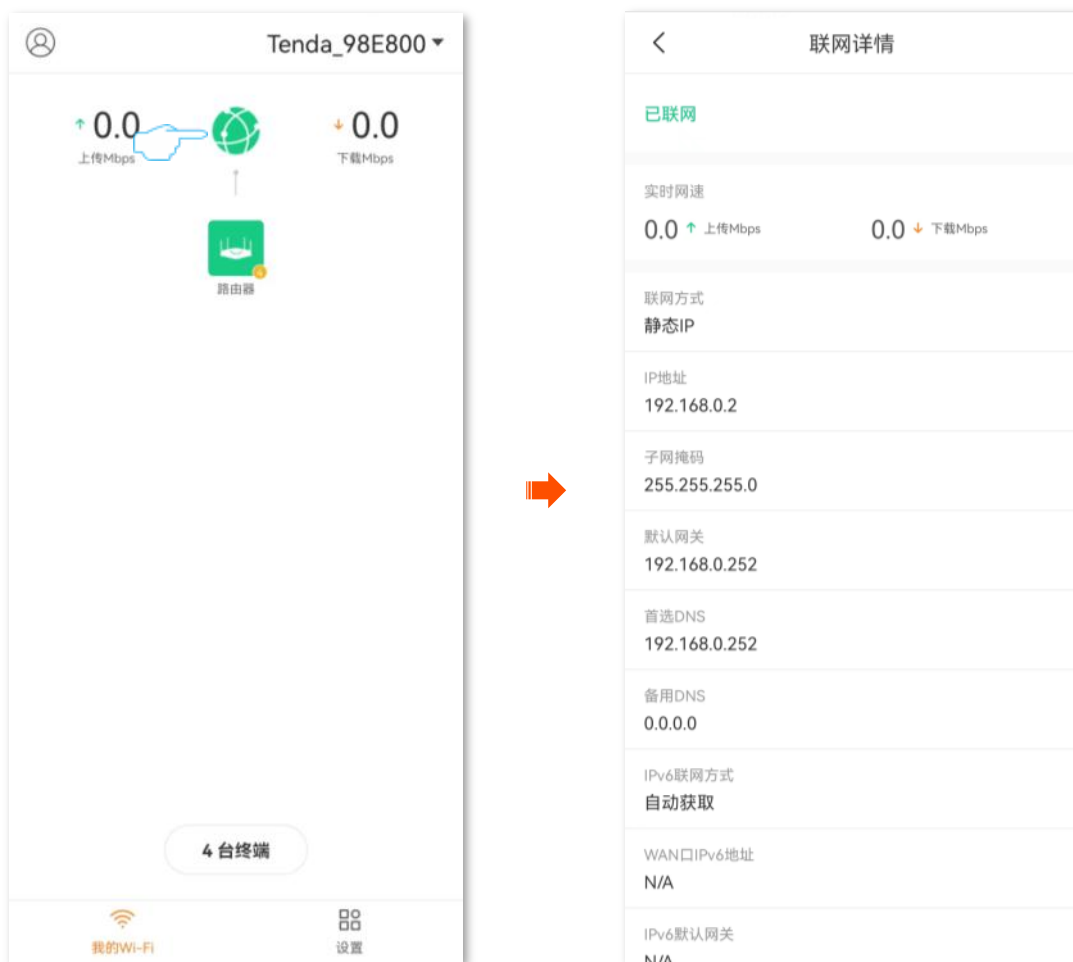 Tenda_98E800
0.0
上传Mbps
0.0
下载Mbps
4
路由器
4 台终端
我的Wi-Fi
设置
联网详情
已联网
实时网速
0.0 ↑ 上传Mbps
0.0 ↓ 下载Mbps
联网方式
静态IP
IP地址
192.168.0.2
子网掩码
255.255.255.0
默认网关
192.168.0.252
首选DNS
192.168.0.252
备用DNS
0.0.0.0
IPv6联网方式
自动获取
WAN口IPv6地址
N/A
IPv6默认网关
N/A